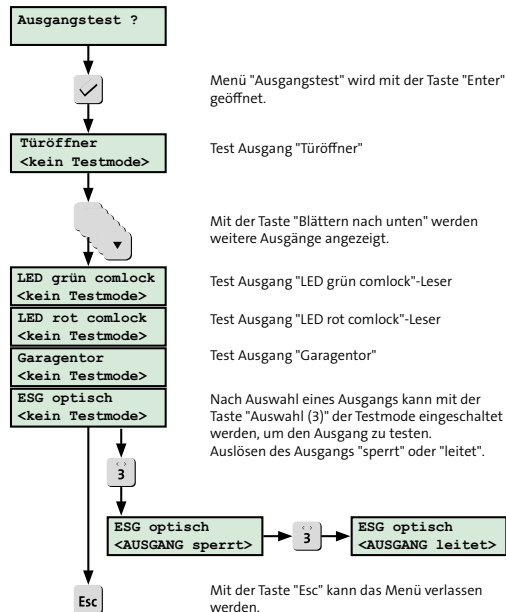 Ausgangstest ?
Menü "Ausgangstest" wird mit der Taste "Enter"
geöffnet.
Türöffner
<kein Testmode>
Test Ausgang "Türöffner"
Mit der Taste "Blättern nach unten" werden
weitere Ausgänge angezeigt.
LED grün comlock
<kein Testmode>
Test Ausgang "LED grün comlock"-Leser
LED rot comlock
<kein Testmode>
Test Ausgang "LED rot comlock"-Leser
Garagentor
<kein Testmode>
Test Ausgang "Garagentor"
ESG optisch
<kein Testmode>
Nach Auswahl eines Ausgangs kann mit der
Taste "Auswahl (3)" der Testmode eingeschaltet
werden, um den Ausgang zu testen.
Auslösen des Ausgangs "sperrt" oder "leitet".
3
ESG optisch
<AUSGANG sperrt>
3
ESG optisch
<AUSGANG leitet>
Esc
Mit der Taste "Esc" kann das Menü verlassen
werden.